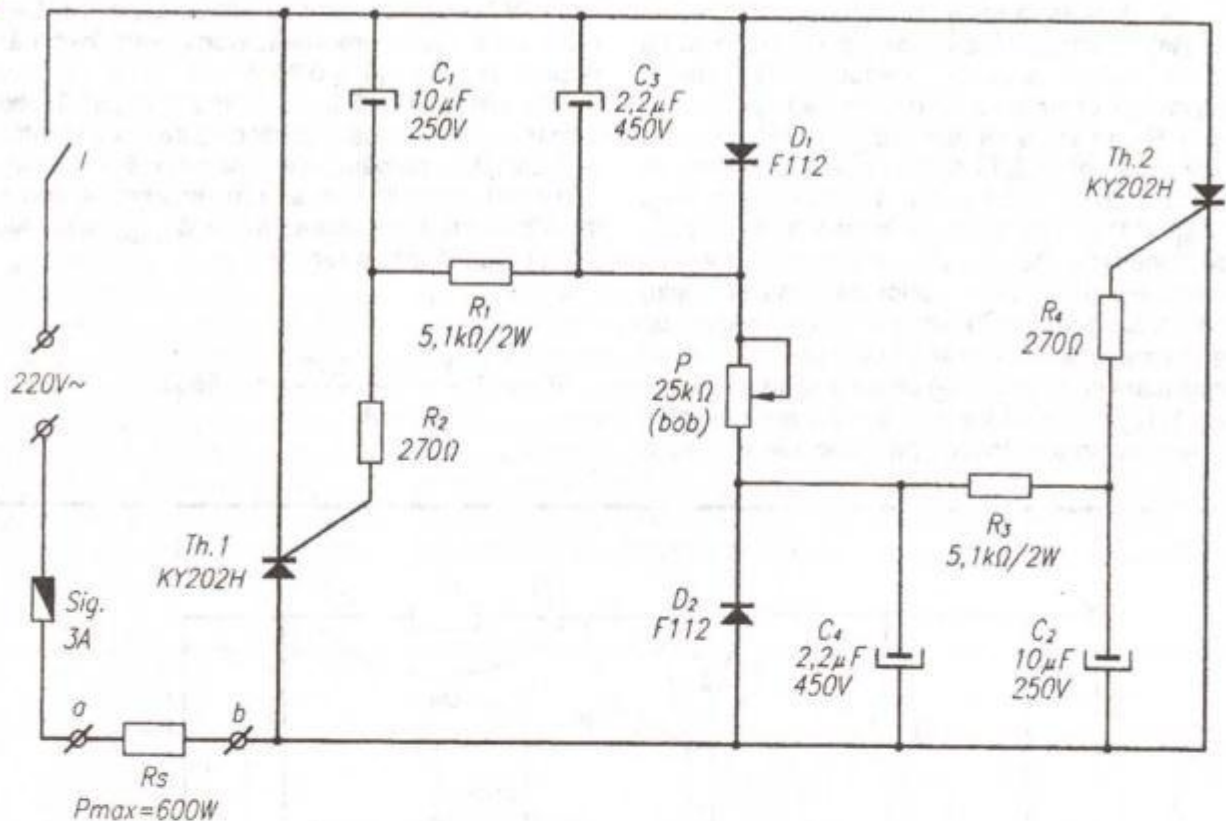 I
220V~
Sig.
3A
a
b
Rs
Pmax=600W
Th.1
KY202H
C1
10µF
250V
C3
2,2µF
450V
R1
5,1kΩ/2W
R2
270Ω
D1
F112
P
25kΩ
(bob)
D2
F112
C4
2,2µF
450V
R3
5,1kΩ/2W
C2
10µF
250V
R4
270Ω
Th.2
KY202H